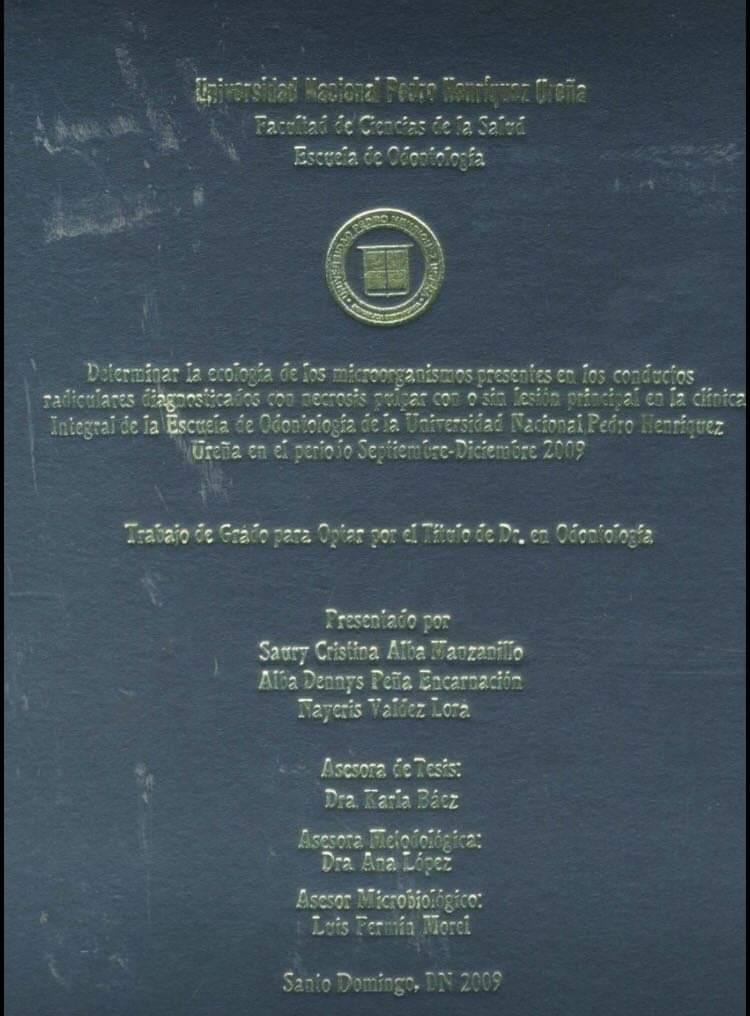 Universidad Nacional Pedro Henríquez Ureña
Facultad de Ciencias de la Salud
Escuela de Odontología
UNIVERSIDAD PEDRO HENRIQUEZ UREÑA
Determinar la ecología de los microorganismos presentes en los conductos
radiculares diagnosticados con necrosis pulpar con o sin lesión principal en la clínica
Integral de la Escuela de Odontología de la Universidad Nacional Pedro Henríquez
Ureña en el periodo Septiembre-Diciembre 2009
Trabajo de Grado para Optar por el Título de Dr. en Odontología
Presentado por
Saury Cristina Alba Manzanillo
Alba Dennys Peña Encarnación
Nayeris Valdez Lora
Asesora de Tesis:
Dra. Karla Báez
Asesora Metodológica:
Dra. Ana López
Asesor Microbiológico:
Luis Fermín Morel
Santo Domingo, DN 2009